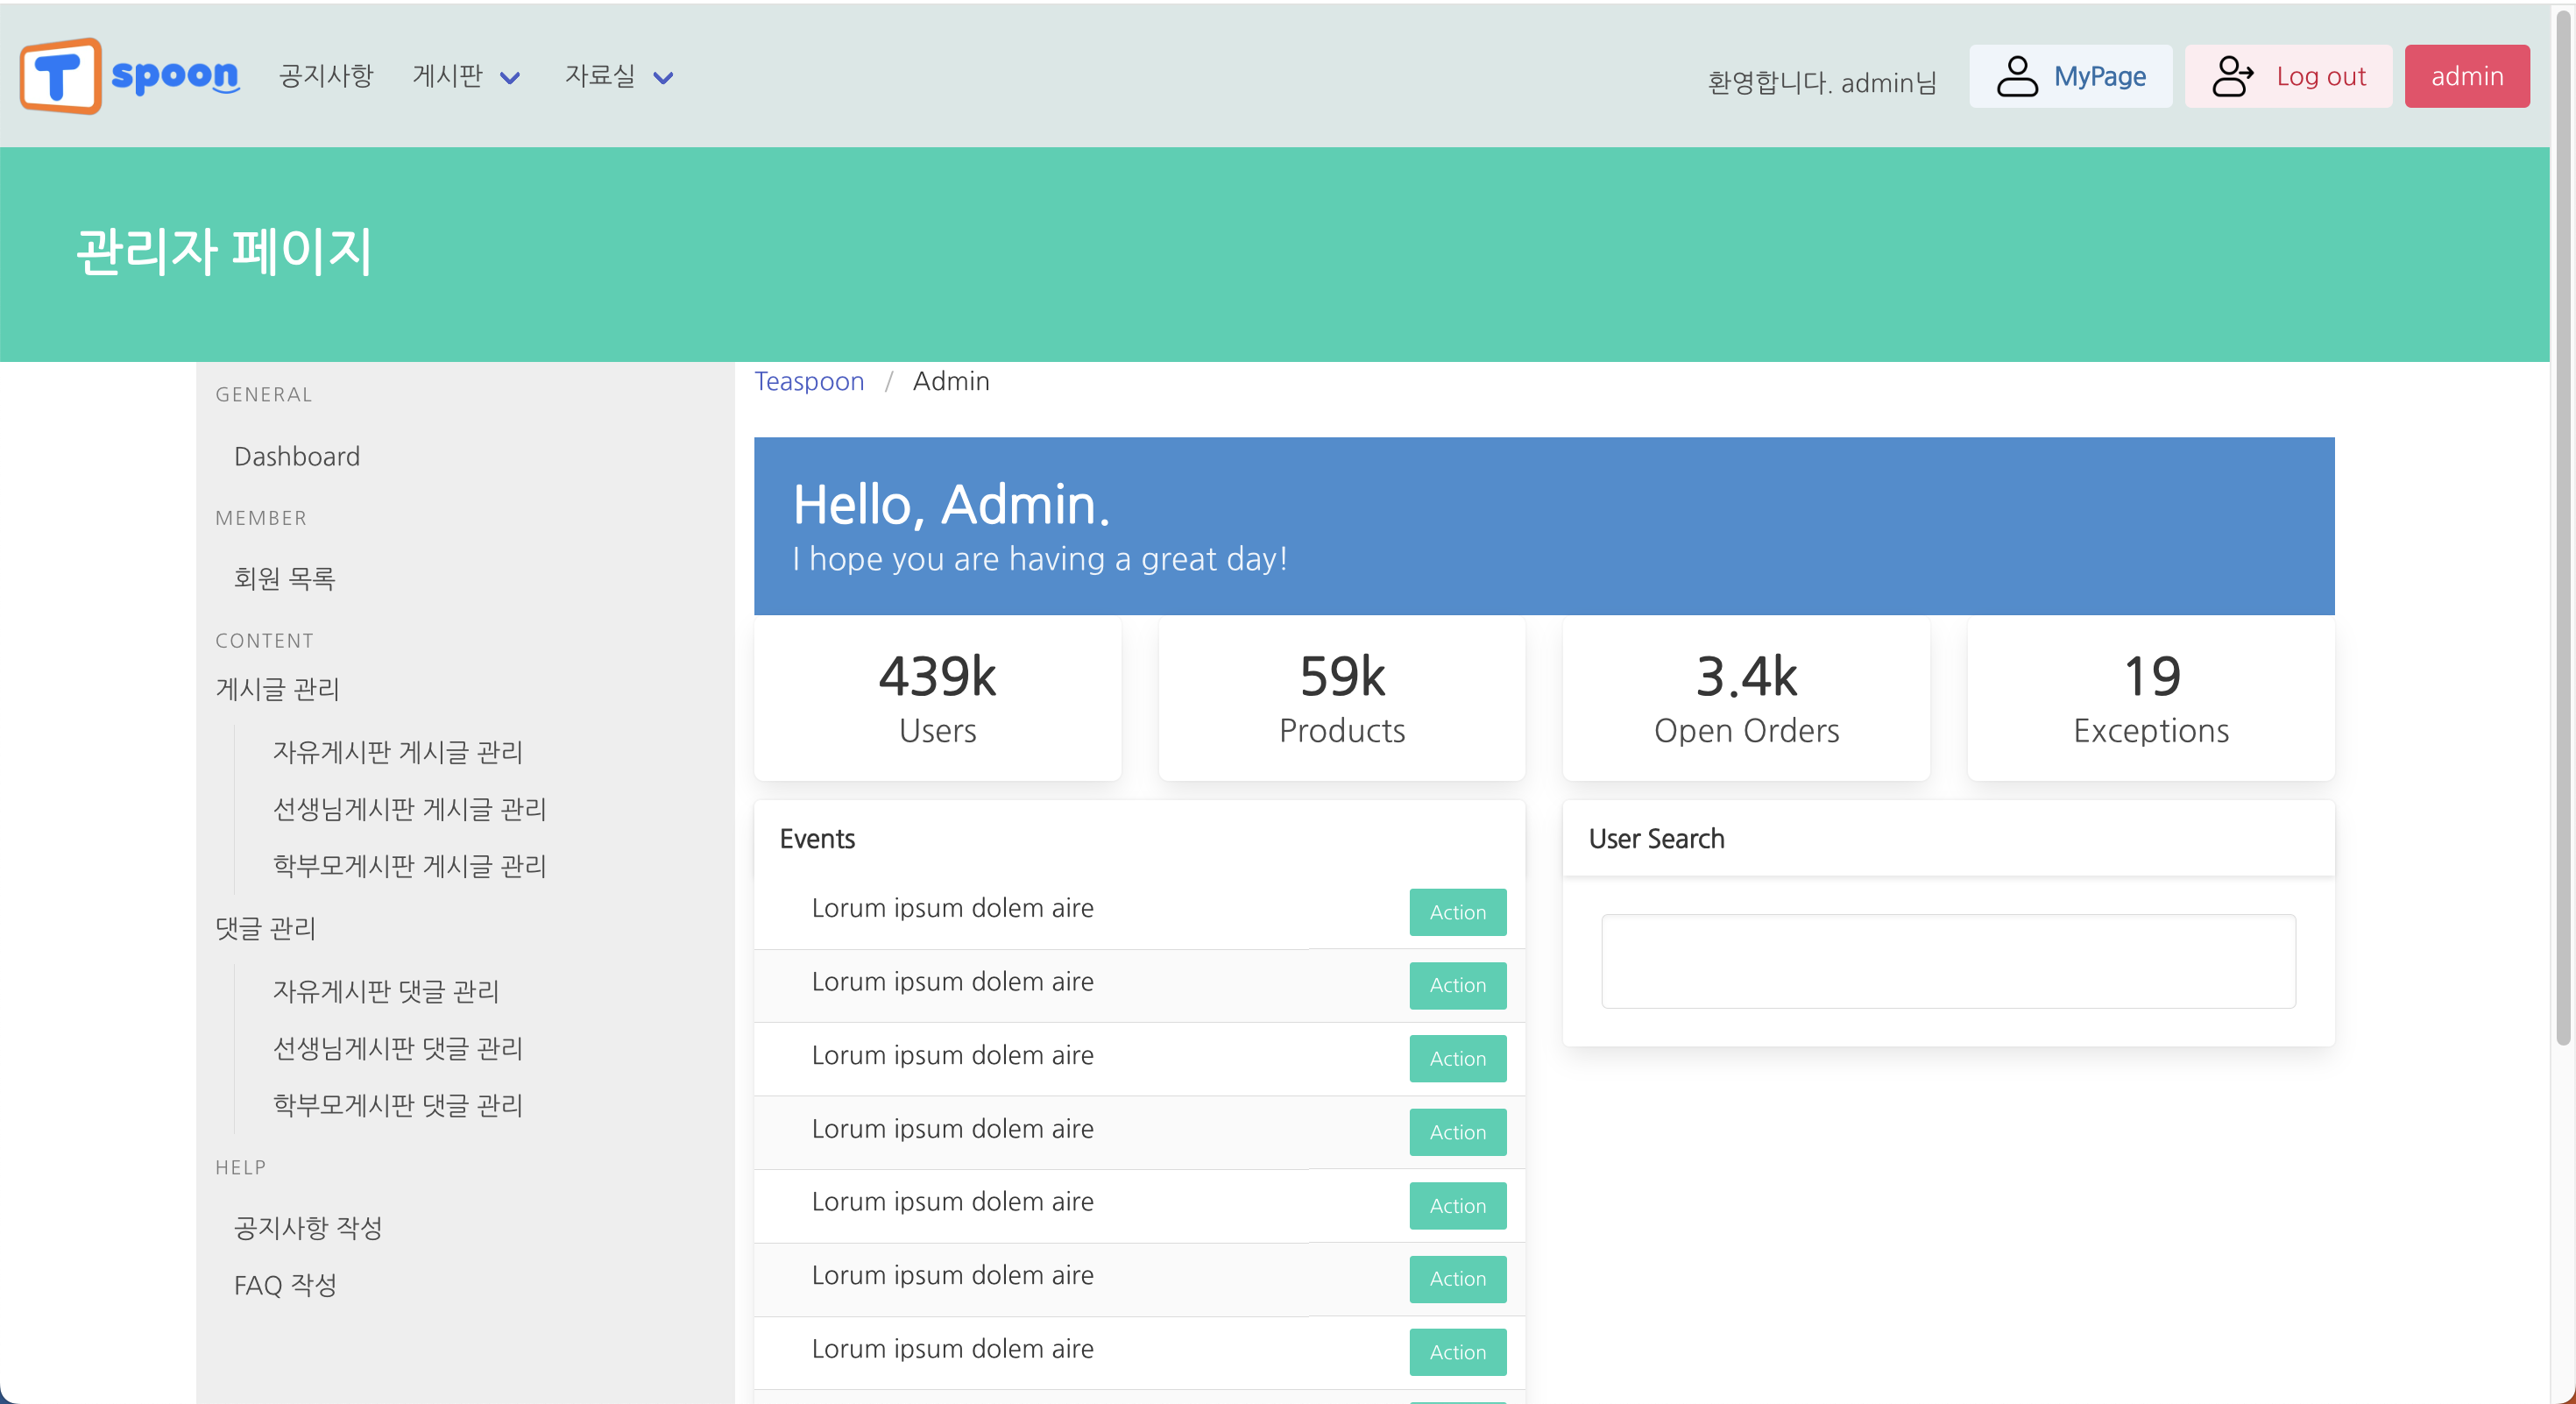 T spoon 공지사항 게시판 자료실 환영합니다. admin님 MyPage Log out admin
관리자 페이지
GENERAL
Dashboard
MEMBER
회원 목록
CONTENT
게시글 관리
자유게시판 게시글 관리
선생님게시판 게시글 관리
학부모게시판 게시글 관리
댓글 관리
자유게시판 댓글 관리
선생님게시판 댓글 관리
학부모게시판 댓글 관리
HELP
공지사항 작성
FAQ 작성
Teaspoon / Admin
Hello, Admin.
I hope you are having a great day!
439k
Users
59k
Products
3.4k
Open Orders
19
Exceptions
Events
Lorum ipsum dolem aire Action
Lorum ipsum dolem aire Action
Lorum ipsum dolem aire Action
Lorum ipsum dolem aire Action
Lorum ipsum dolem aire Action
Lorum ipsum dolem aire Action
Lorum ipsum dolem aire Action
User Search